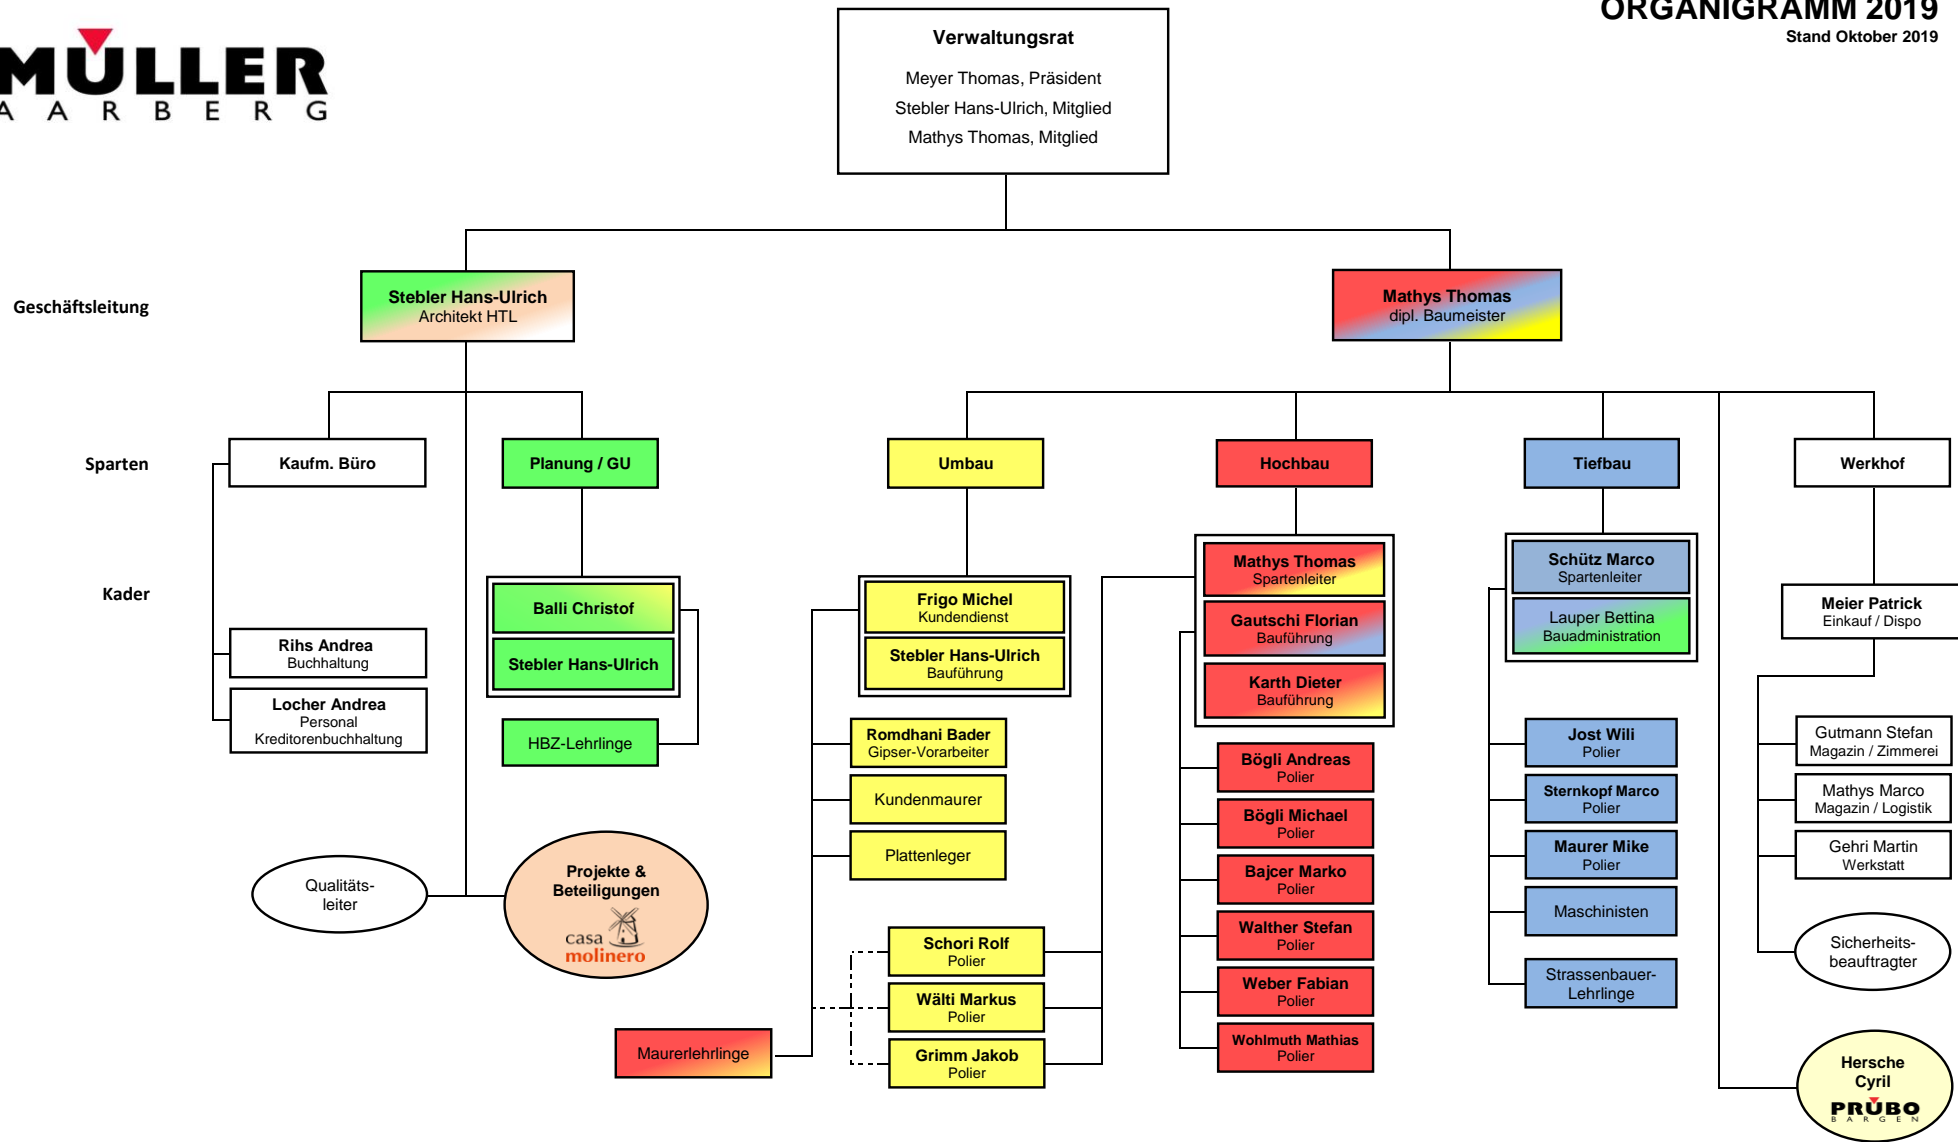 MÜLLER
AARBERG
ORGANIGRAMM 2019
Stand Oktober 2019
Verwaltungsrat
Meyer Thomas, Präsident
Stebler Hans-Ulrich, Mitglied
Mathys Thomas, Mitglied
Geschäftsleitung
Stebler Hans-Ulrich
Architekt HTL
Mathys Thomas
dipl. Baumeister
Sparten
Kaufm. Büro
Planung / GU
Umbau
Hochbau
Tiefbau
Werkhof
Kader
Rihs Andrea
Buchhaltung
Locher Andrea
Personal
Kreditorenbuchhaltung
Balli Christof
Stebler Hans-Ulrich
HBZ-Lehrlinge
Qualitäts-
leiter
Projekte &
Beteiligungen
casa
molinero
Frigo Michel
Kundendienst
Stebler Hans-Ulrich
Bauführung
Romdhani Bader
Gipser-Vorarbeiter
Kundenmaurer
Plattenleger
Schori Rolf
Polier
Wälti Markus
Polier
Grimm Jakob
Polier
Maurerlehrlinge
Mathys Thomas
Spartenleiter
Gautschi Florian
Bauführung
Karth Dieter
Bauführung
Bögli Andreas
Polier
Bögli Michael
Polier
Bajcer Marko
Polier
Walther Stefan
Polier
Weber Fabian
Polier
Wohlmuth Mathias
Polier
Schütz Marco
Spartenleiter
Lauper Bettina
Bauadministration
Jost Wili
Polier
Sternkopf Marco
Polier
Maurer Mike
Polier
Maschinisten
Strassenbauer-
Lehrlinge
Meier Patrick
Einkauf / Dispo
Gutmann Stefan
Magazin / Zimmerei
Mathys Marco
Magazin / Logistik
Gehri Martin
Werkstatt
Sicherheits-
beauftragter
Hersche
Cyril
PRÜBO
BARGEN